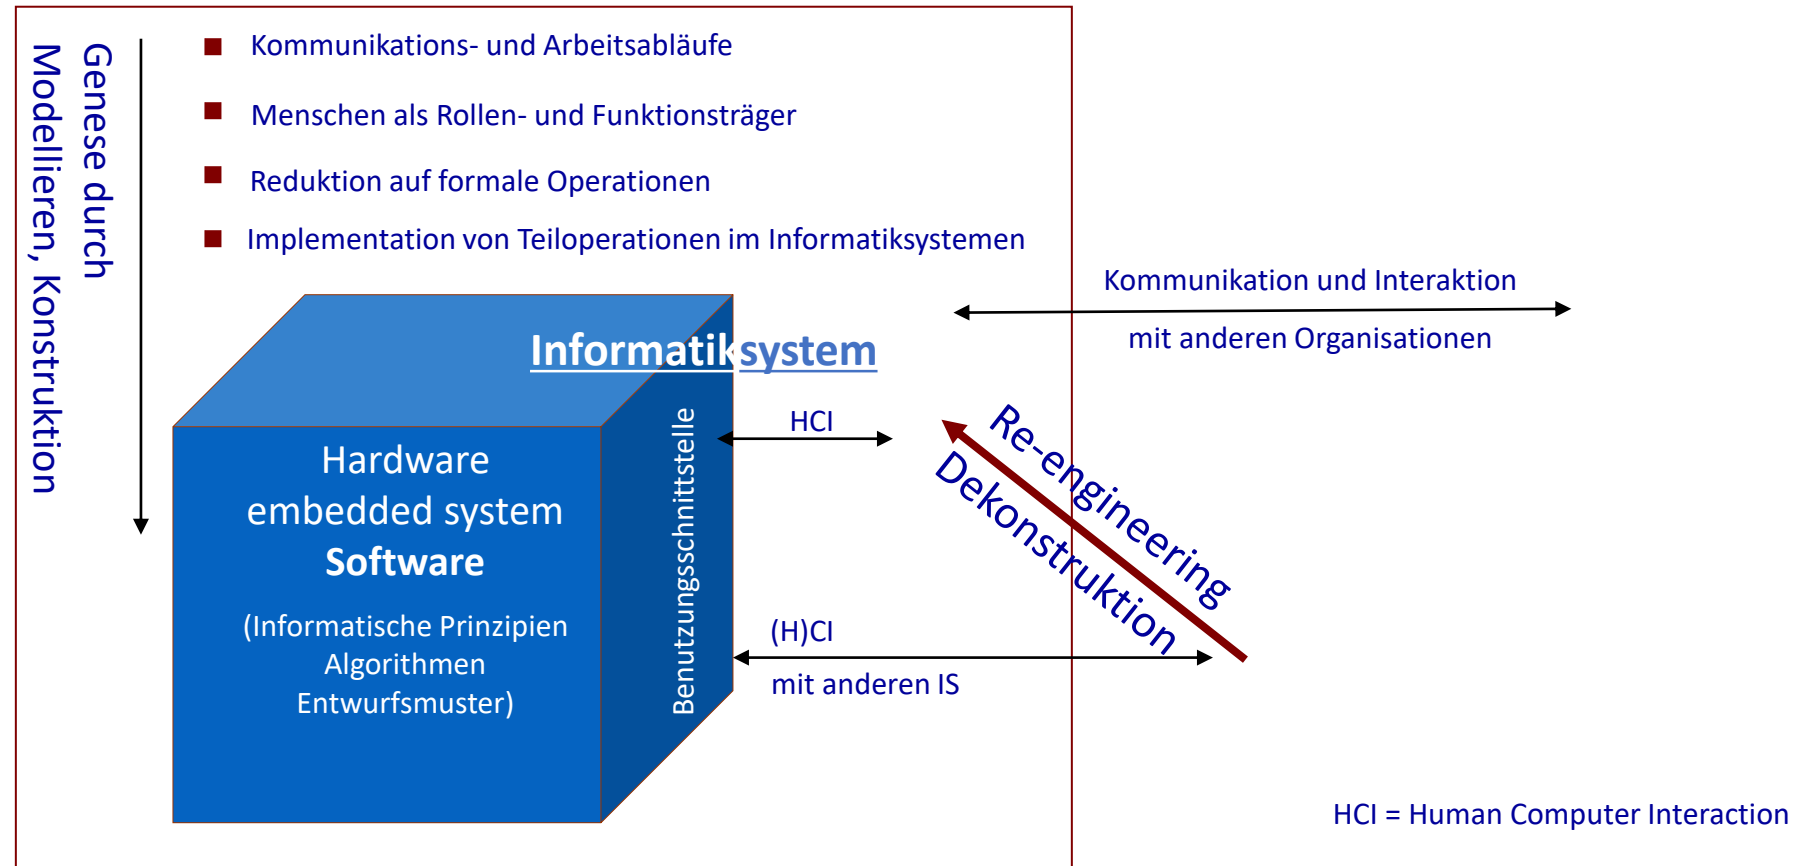 Genese durch
Modellieren, Konstruktion
Kommunikations- und Arbeitsabläufe
Menschen als Rollen- und Funktionsträger
Reduktion auf formale Operationen
Implementation von Teiloperationen im Informatiksystemen
Kommunikation und Interaktion
mit anderen Organisationen
Informatiksystem
Hardware
embedded system
Software
(Informatische Prinzipien
Algorithmen
Entwurfsmuster)
Benutzungsschnittstelle
HCI
Re-engineering
Dekonstruktion
(H)CI
mit anderen IS
HCI = Human Computer Interaction